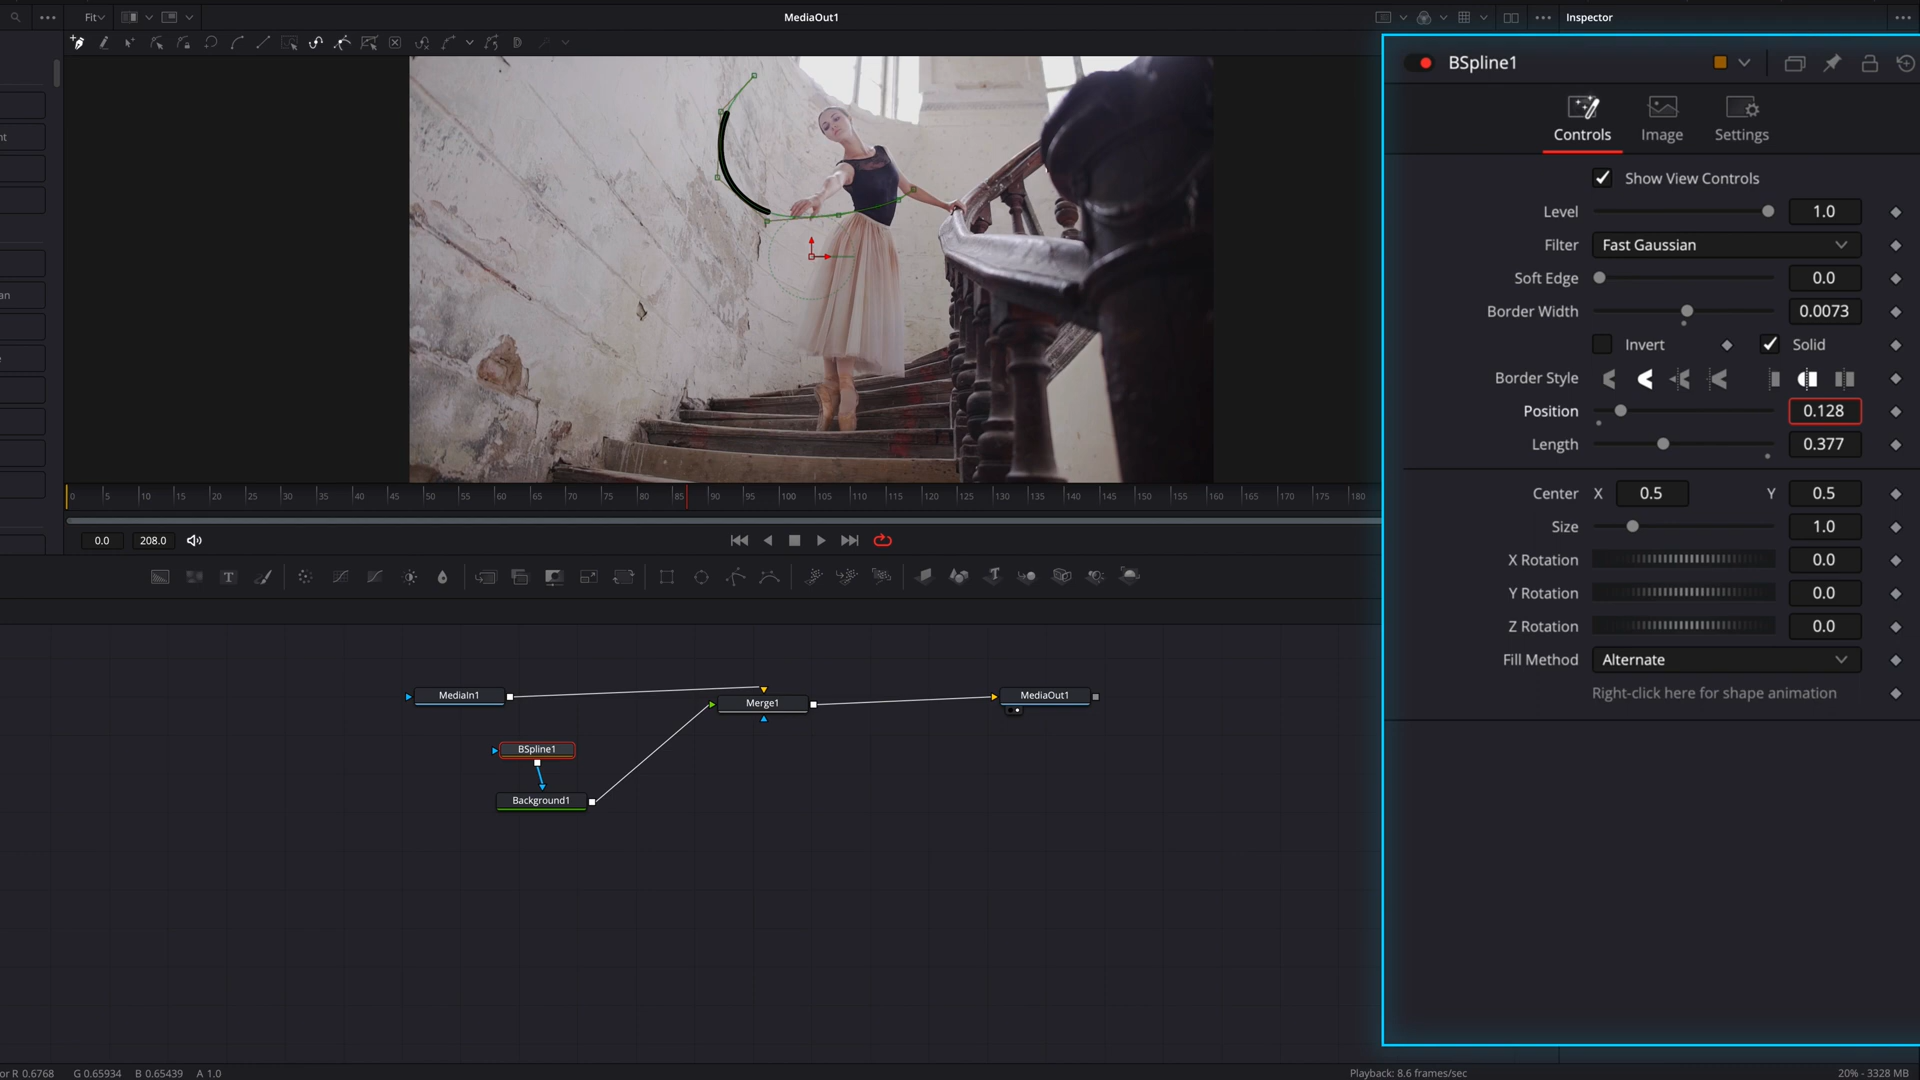 Fit
MediaOut1
Inspector
BSpline1
Controls
Image
Settings
Show View Controls
Level 1.0
Filter Fast Gaussian
Soft Edge 0.0
Border Width 0.0073
Invert Solid
Border Style
Position 0.128
Length 0.377
Center X 0.5 Y 0.5
Size 1.0
X Rotation 0.0
Y Rotation 0.0
Z Rotation 0.0
Fill Method Alternate
Right-click here for shape animation
nt
an
0 5 10 15 20 25 30 35 40 45 50 55 60 65 70 75 80 85 90 95 100 105 110 115 120 125 130 135 140 145 150 155 160 165 170 175 180
0.0 208.0
T
MediaIn1
Merge1
MediaOut1
BSpline1
Background1
or R 0.6768 G 0.65934 B 0.65439 A 1.0
Playback: 8.6 frames/sec
20% - 3328 MB